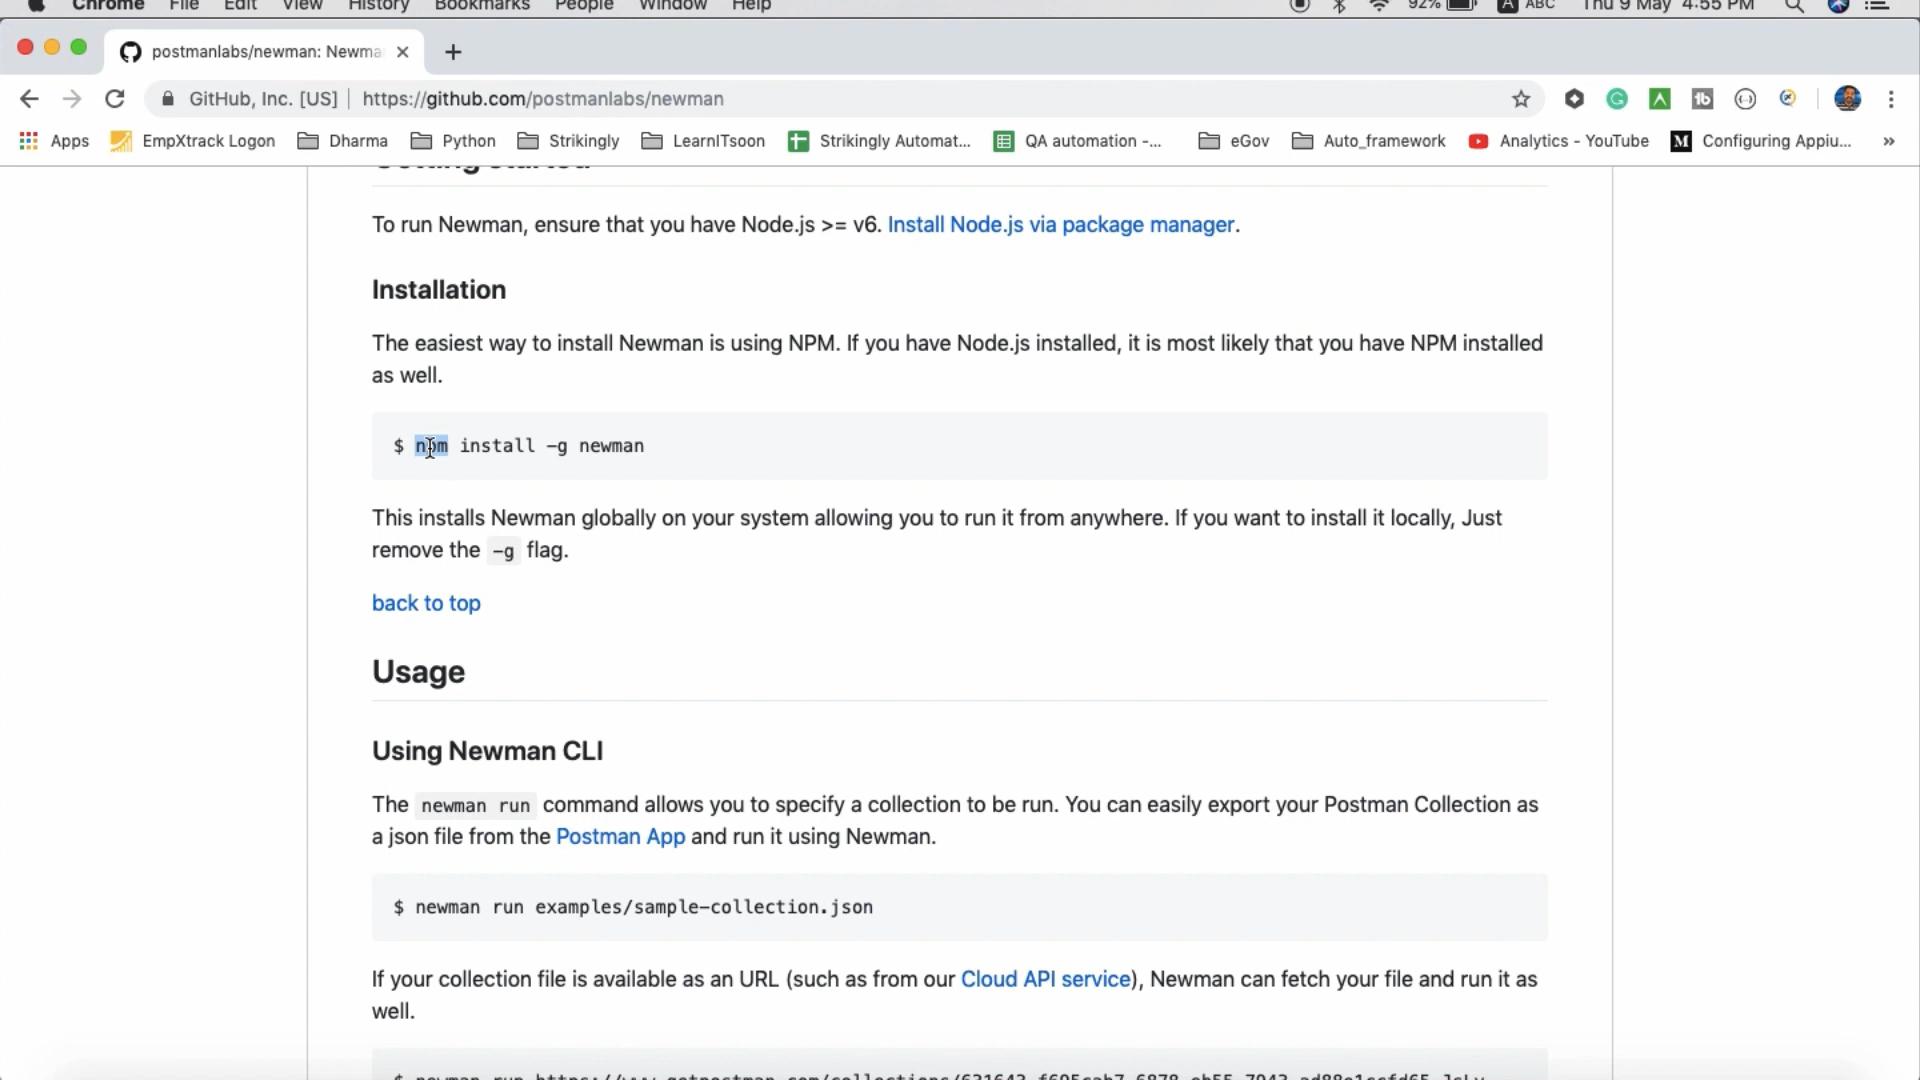 Chrome File Edit View History Bookmarks People Window Help 92% A ABC Thu 9 May 4:55 PM
postmanlabs/newman: Newma
GitHub, Inc. [US] https://github.com/postmanlabs/newman
Apps EmpXtrack Logon Dharma Python Strikingly LearnITsoon Strikingly Automat... QA automation -... eGov Auto_framework Analytics - YouTube Configuring Appiu... »
Getting started
To run Newman, ensure that you have Node.js >= v6. Install Node.js via package manager.
Installation
The easiest way to install Newman is using NPM. If you have Node.js installed, it is most likely that you have NPM installed
as well.
$ npm install -g newman
This installs Newman globally on your system allowing you to run it from anywhere. If you want to install it locally, Just
remove the -g flag.
back to top
Usage
Using Newman CLI
The newman run command allows you to specify a collection to be run. You can easily export your Postman Collection as
a json file from the Postman App and run it using Newman.
$ newman run examples/sample-collection.json
If your collection file is available as an URL (such as from our Cloud API service), Newman can fetch your file and run it as
well.
$ newman run